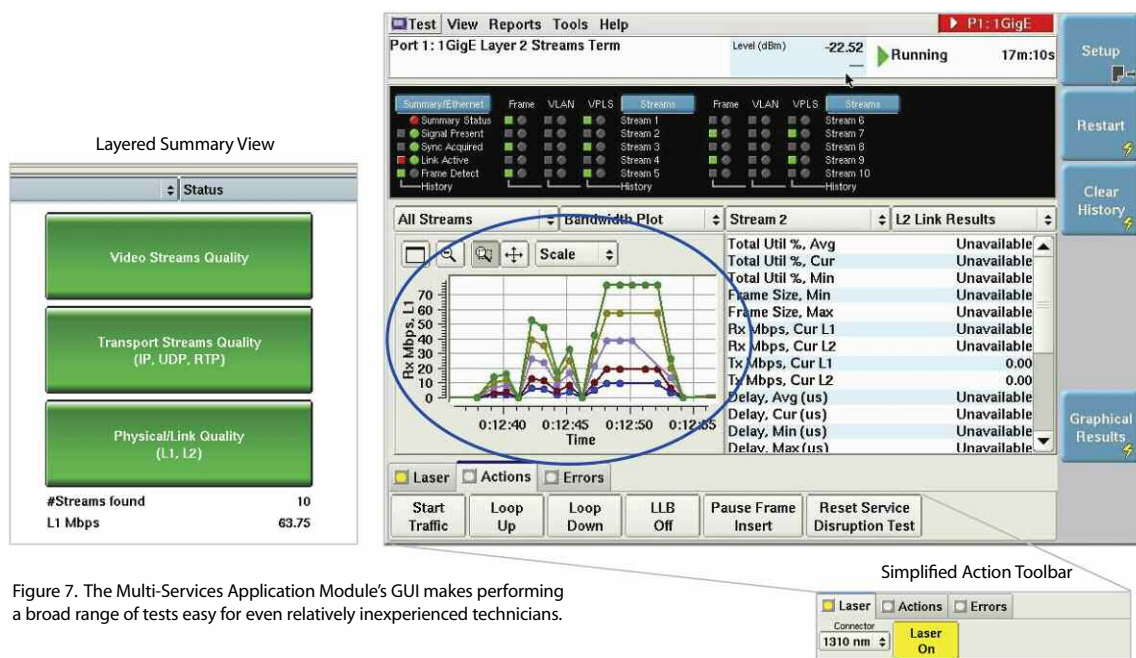 Layered Summary View
Status
Video Streams Quality
Transport Streams Quality
(IP, UDP, RTP)
Physical/Link Quality
(L1, L2)
#Streams found 10
L1 Mbps 63.75
Test View Reports Tools Help P1: 1GigE
Port 1: 1GigE Layer 2 Streams Term Level (dBm) -22.52 Running 17m:10s
Summary/Ethernet Frame VLAN VPLS Streams Frame VLAN VPLS Streams
Summary Status Stream 1 Stream 6
Signal Present Stream 2 Stream 7
Sync Acquired Stream 3 Stream 8
Link Active Stream 4 Stream 9
Frame Detect Stream 5 Stream 10
History History History
All Streams Bandwidth Plot Stream 2 L2 Link Results
Scale
Rx Mbps, L1
70
60
50
40
30
20
10
0
0:12:40 0:12:45 0:12:50 0:12:55
Time
Total Util %, Avg Unavailable
Total Util %, Cur Unavailable
Total Util %, Min Unavailable
Frame Size, Min Unavailable
Frame Size, Max Unavailable
Rx Mbps, Cur L1 Unavailable
Rx Mbps, Cur L2 Unavailable
Tx Mbps, Cur L1 0.00
Tx Mbps, Cur L2 0.00
Delay, Avg (us) Unavailable
Delay, Cur (us) Unavailable
Delay, Min (us) Unavailable
Delay, Max (us) Unavailable
Laser Actions Errors
Start Traffic
Loop Up
Loop Down
LLB Off
Pause Frame Insert
Reset Service Disruption Test
Setup
Restart
Clear History
Graphical Results
Simplified Action Toolbar
Laser Actions Errors
Connector
1310 nm
Laser On
Figure 7. The Multi-Services Application Module's GUI makes performing
a broad range of tests easy for even relatively inexperienced technicians.